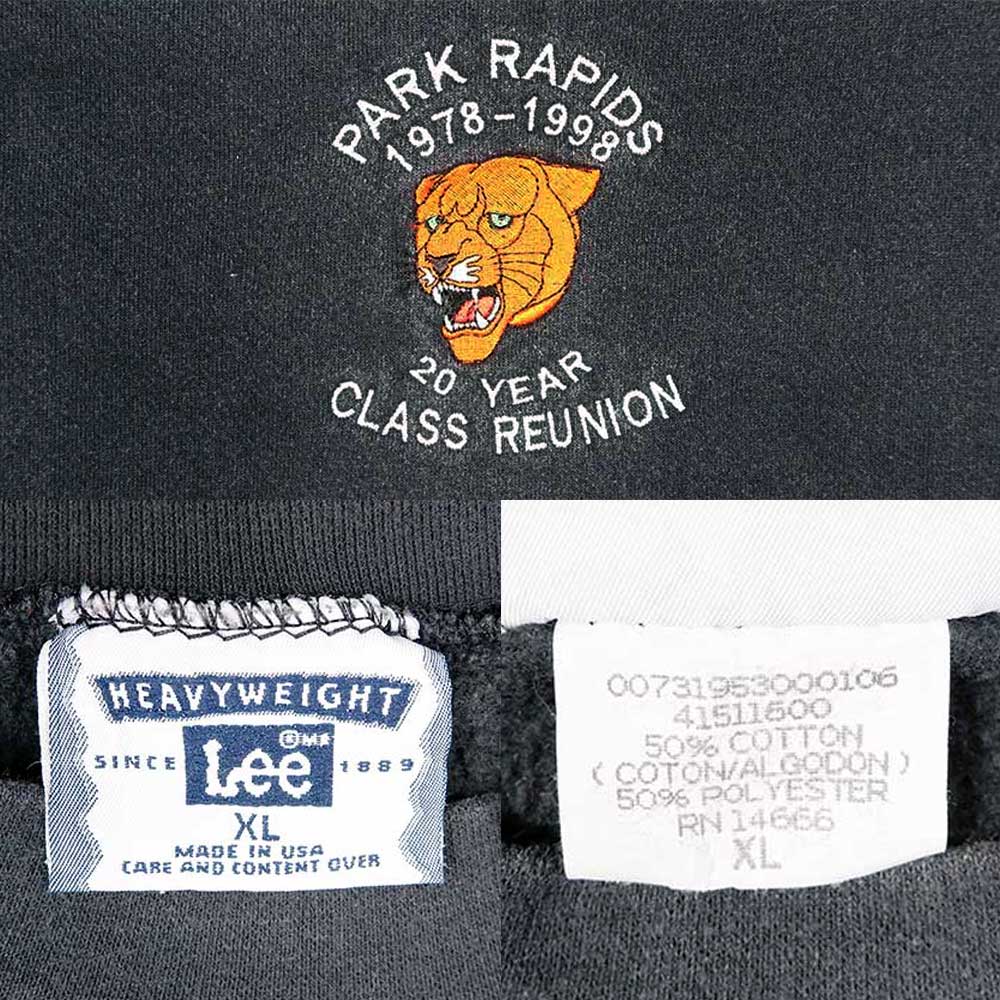 PARK RAPIDS
1978-1998
20 YEAR
CLASS REUNION
HEAVYWEIGHT
®MR
SINCE Lee 1889
XL
MADE IN USA
CARE AND CONTENT OVER
00731953000106
41511600
50% COTTON
( COTON/ALGODON )
50% POLYESTER
RN 14666
XL